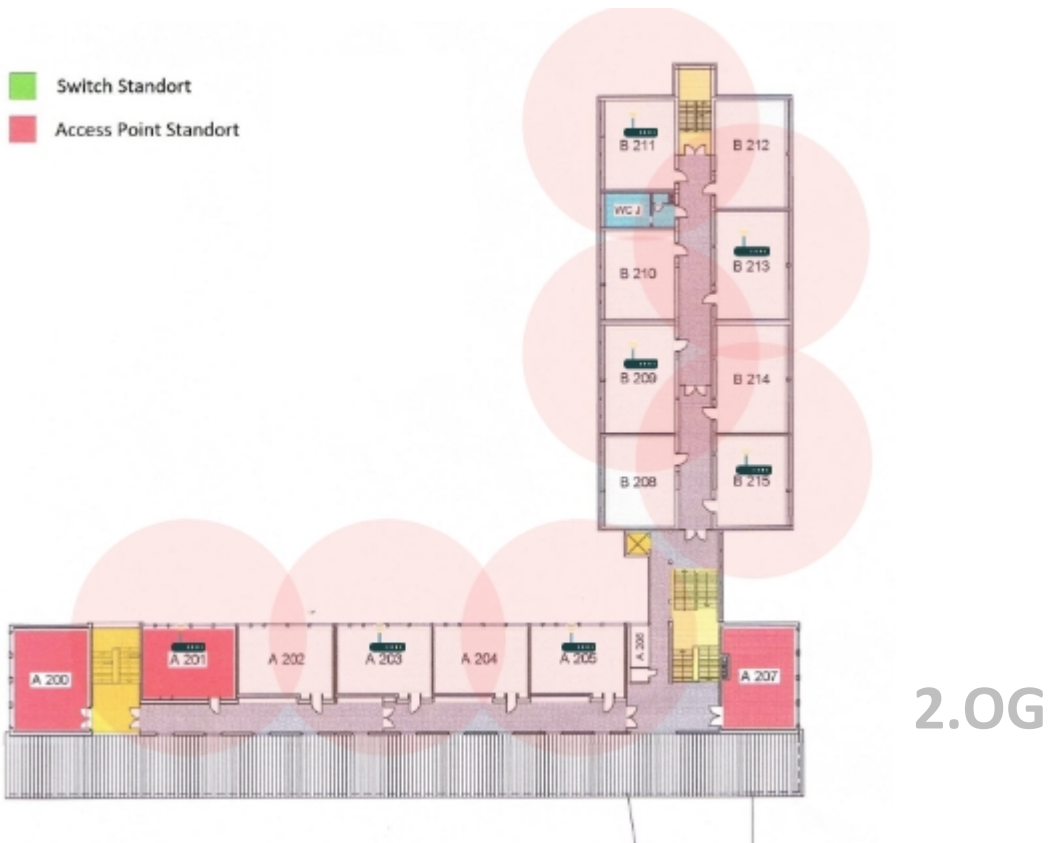 Switch Standort
Access Point Standort
B 211
B 212
WC J
B 210
B 213
B 209
B 214
B 208
B 215
A 200
A 201
A 202
A 203
A 204
A 205
A 206
A 207
2.OG